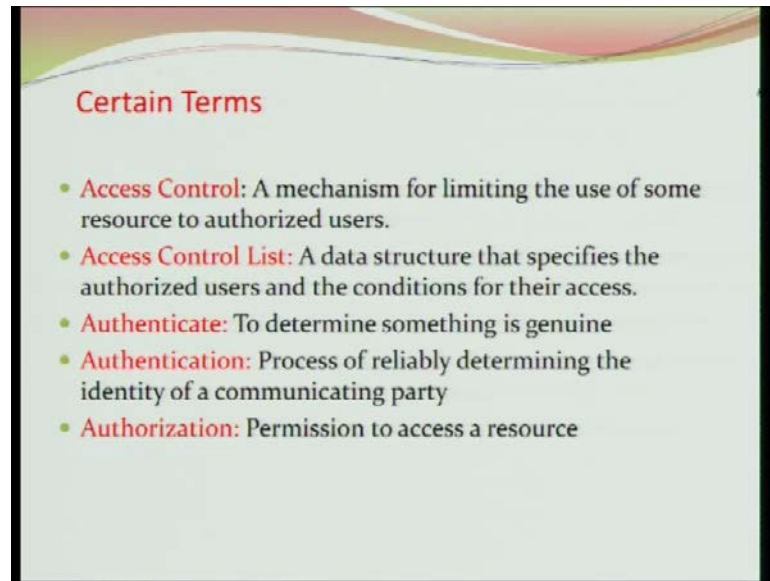 Certain Terms
• Access Control: A mechanism for limiting the use of some
resource to authorized users.
• Access Control List: A data structure that specifies the
authorized users and the conditions for their access.
• Authenticate: To determine something is genuine
• Authentication: Process of reliably determining the
identity of a communicating party
• Authorization: Permission to access a resource